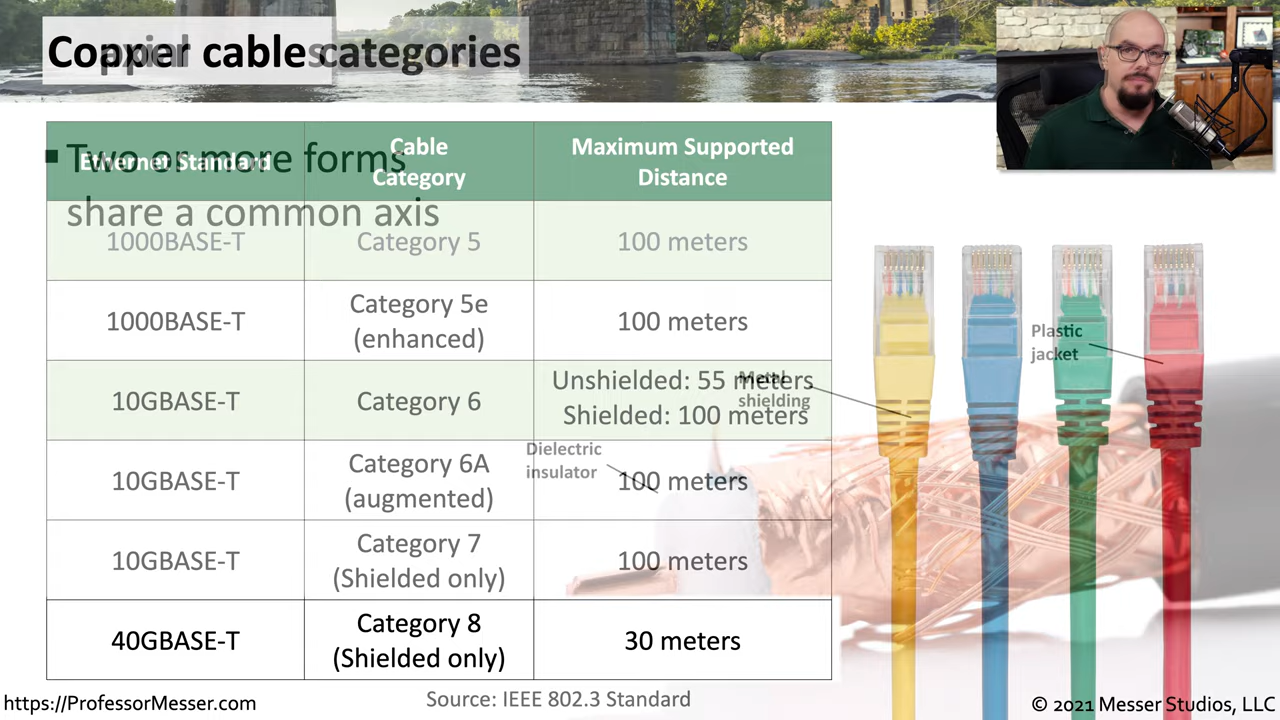 Copper cable categories
Coaxial cables
Two or more forms
share a common axis
Ethernet Standard
Cable
Category
Maximum Supported
Distance
1000BASE-T
Category 5
100 meters
1000BASE-T
Category 5e
(enhanced)
100 meters
10GBASE-T
Category 6
Unshielded: 55 meters
Shielded: 100 meters
10GBASE-T
Category 6A
(augmented)
100 meters
10GBASE-T
Category 7
(Shielded only)
100 meters
40GBASE-T
Category 8
(Shielded only)
30 meters
Plastic
jacket
Metal
shielding
Dielectric
insulator
Source: IEEE 802.3 Standard
https://ProfessorMesser.com
© 2021 Messer Studios, LLC